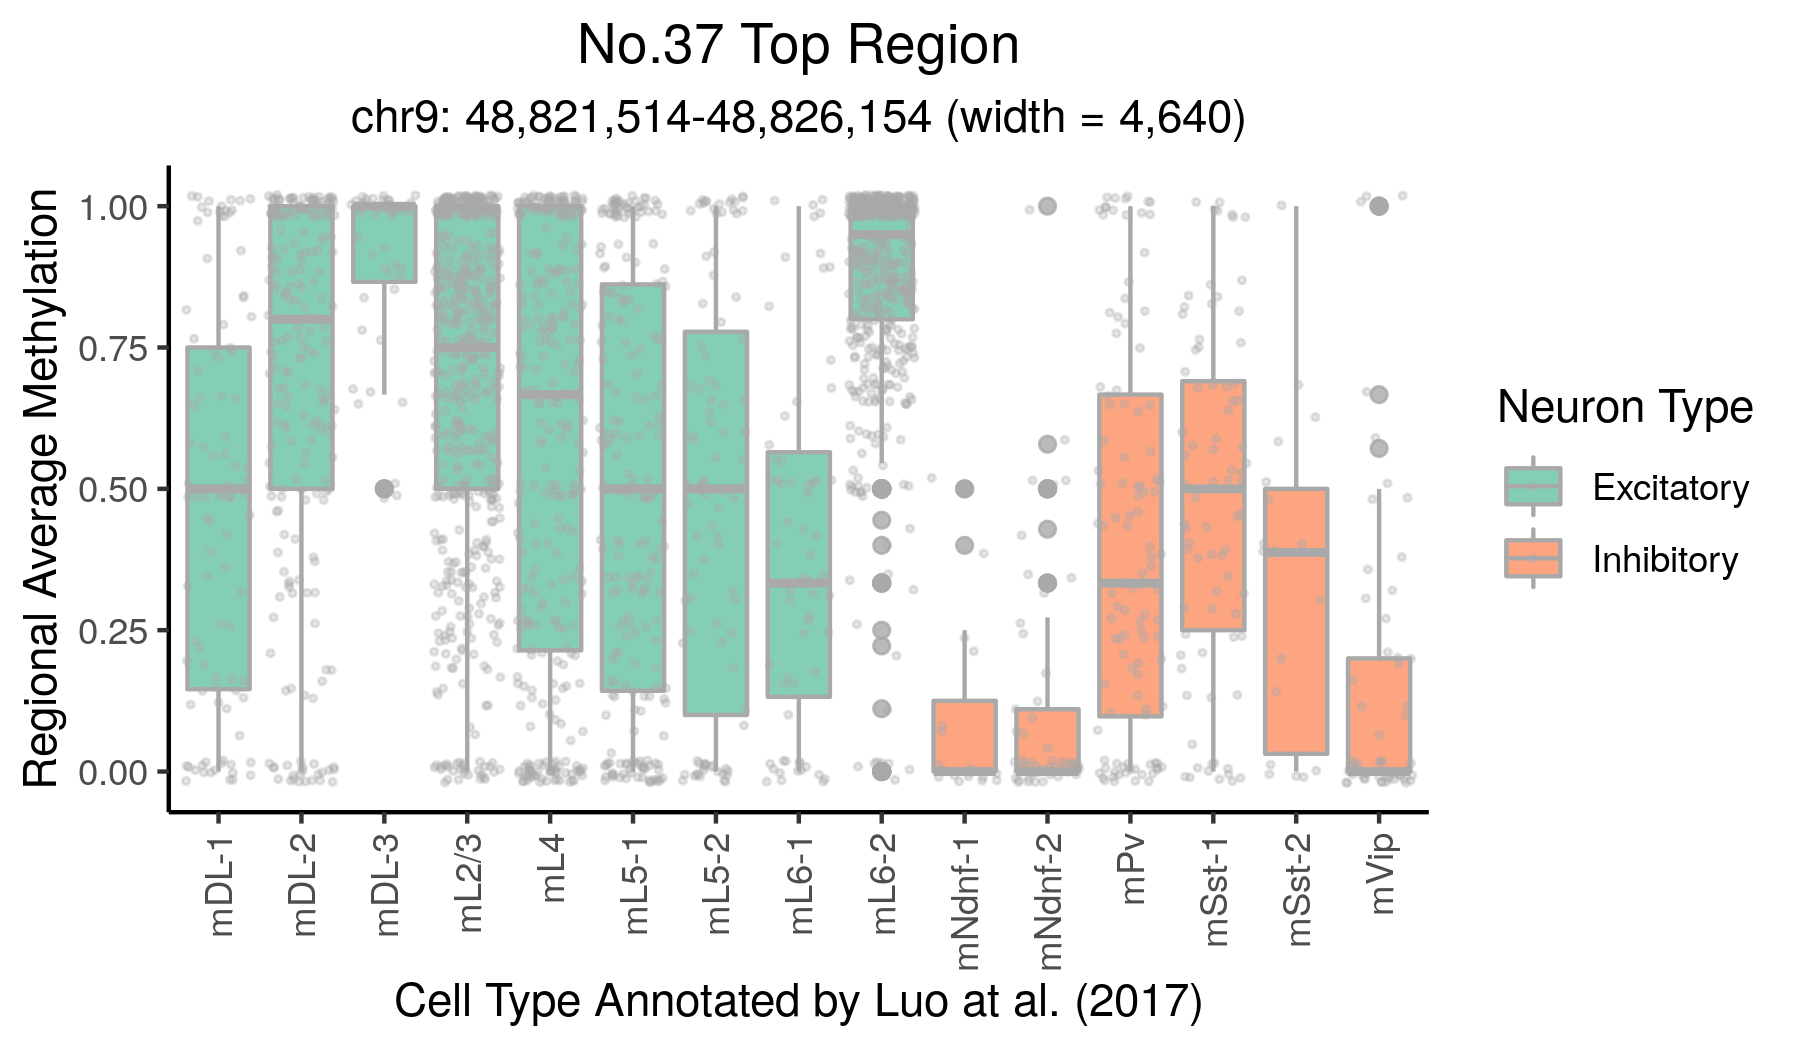 No.37 Top Region
chr9: 48,821,514-48,826,154 (width = 4,640)
Regional Average Methylation
1.00
0.75
0.50
0.25
0.00
mDL-1
mDL-2
mDL-3
mL2/3
mL4
mL5-1
mL5-2
mL6-1
mL6-2
mNdnf-1
mNdnf-2
mPv
mSst-1
mSst-2
mVip
Cell Type Annotated by Luo at al. (2017)
Neuron Type
Excitatory
Inhibitory